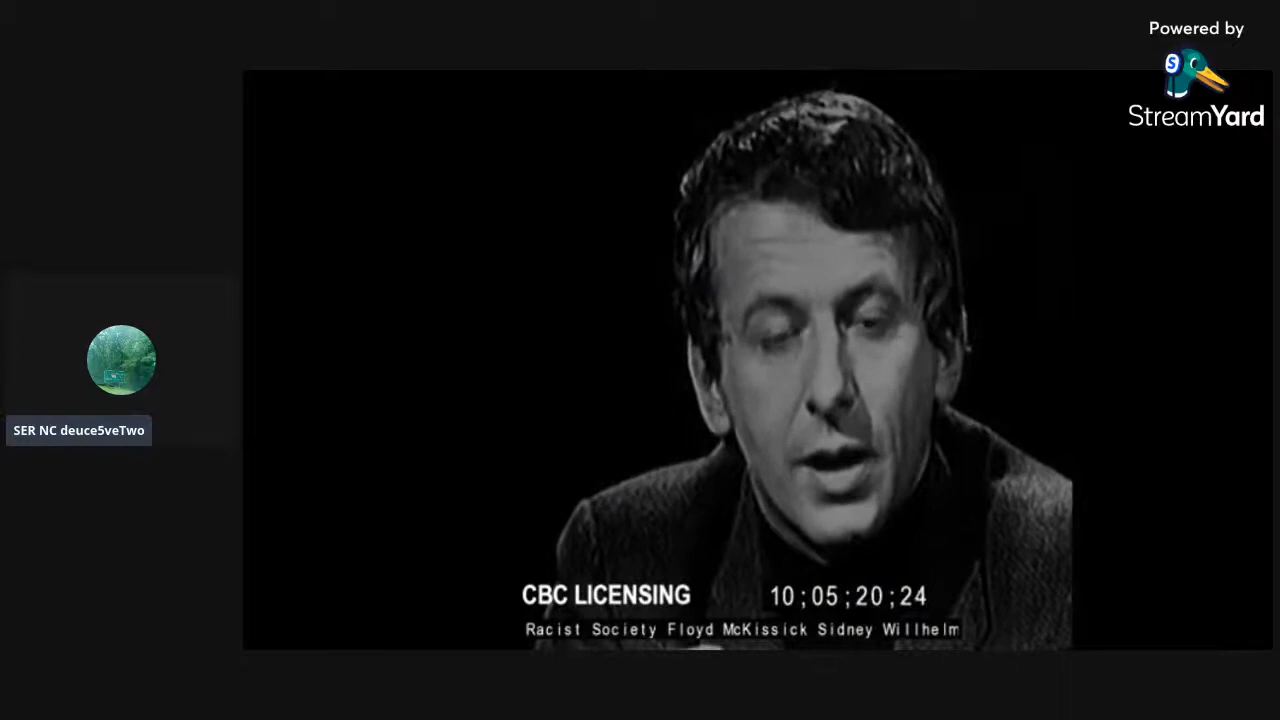 Powered by
StreamYard
SER NC deuce5veTwo
CBC LICENSING 10;05;20;24
Racist Society Floyd McKissick Sidney Willhelm